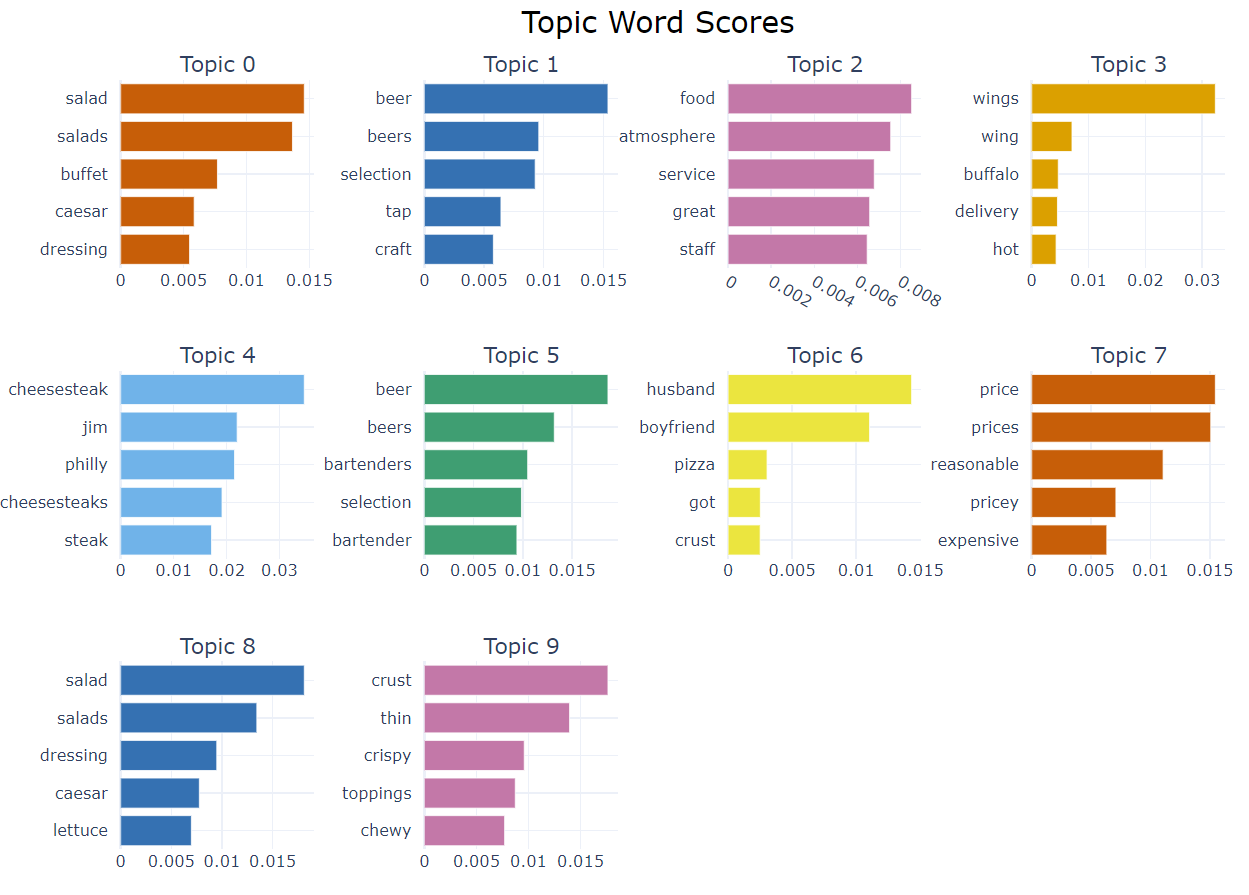 Topic Word Scores
Topic 0
salad
salads
buffet
caesar
dressing
0 0.005 0.01 0.015
Topic 1
beer
beers
selection
tap
craft
0 0.005 0.01 0.015
Topic 2
food
atmosphere
service
great
staff
0 0.002 0.004 0.006 0.008
Topic 3
wings
wing
buffalo
delivery
hot
0 0.01 0.02 0.03
Topic 4
cheesesteak
jim
philly
cheesesteaks
steak
0 0.01 0.02 0.03
Topic 5
beer
beers
bartenders
selection
bartender
0 0.005 0.01 0.015
Topic 6
husband
boyfriend
pizza
got
crust
0 0.005 0.01 0.015
Topic 7
price
prices
reasonable
pricey
expensive
0 0.005 0.01 0.015
Topic 8
salad
salads
dressing
caesar
lettuce
0 0.005 0.01 0.015
Topic 9
crust
thin
crispy
toppings
chewy
0 0.005 0.01 0.015